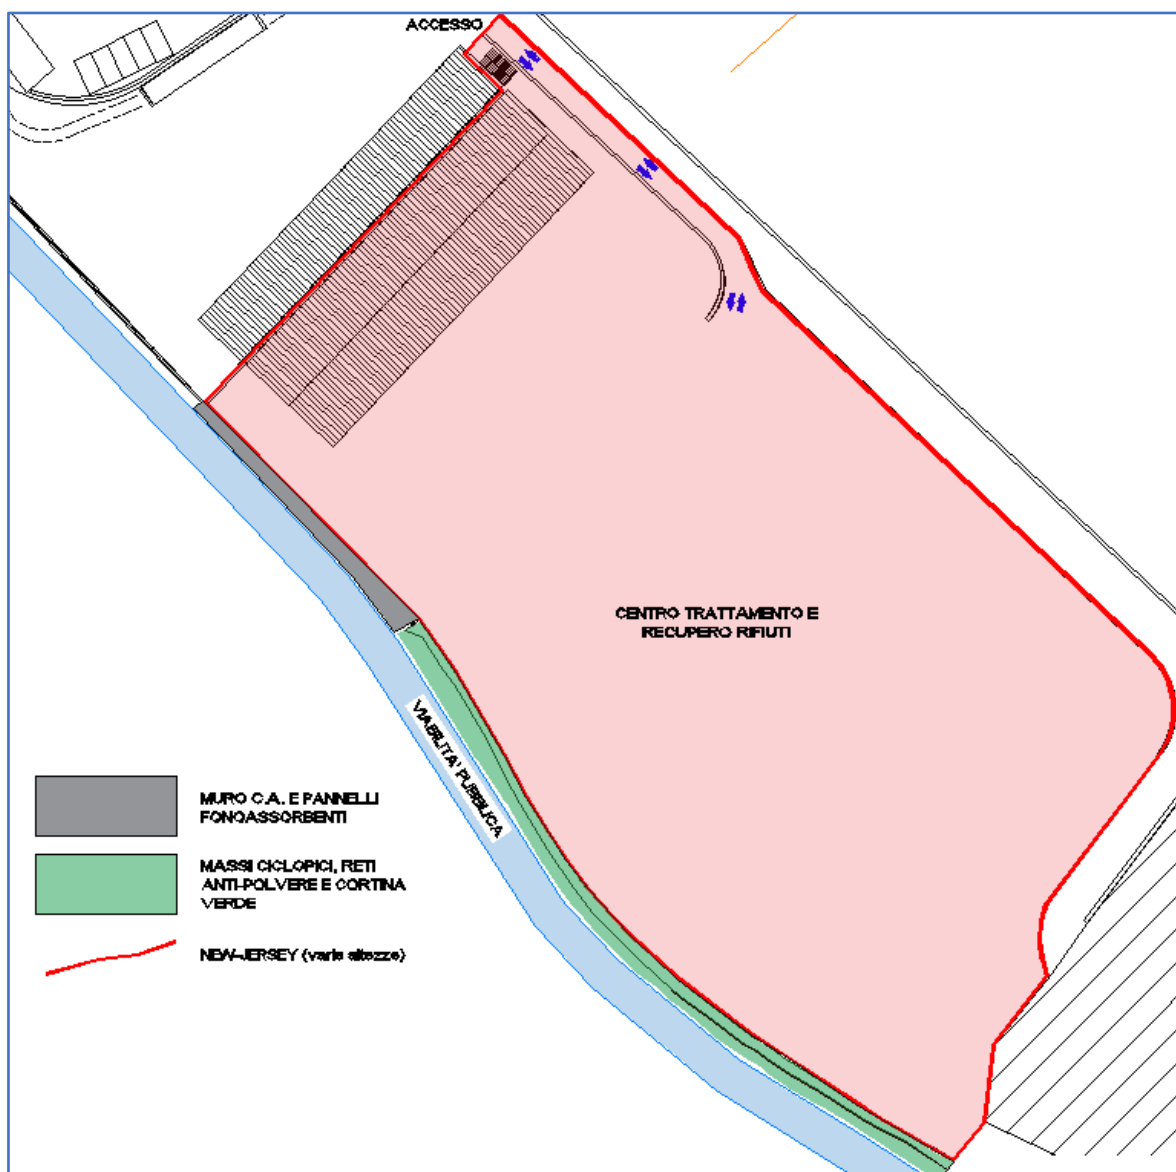 ACCESSO
CENTRO TRATTAMENTO E
RECUPERO RIFIUTI
VIABILITA' PUBBLICA
MURO C.A. E PANNELLI
FONOASSORBENTI
MASSI CICLOPICI, RETI
ANTI-POLVERE E CORTINA
VERDE
NEW-JERSEY (varie altezze)